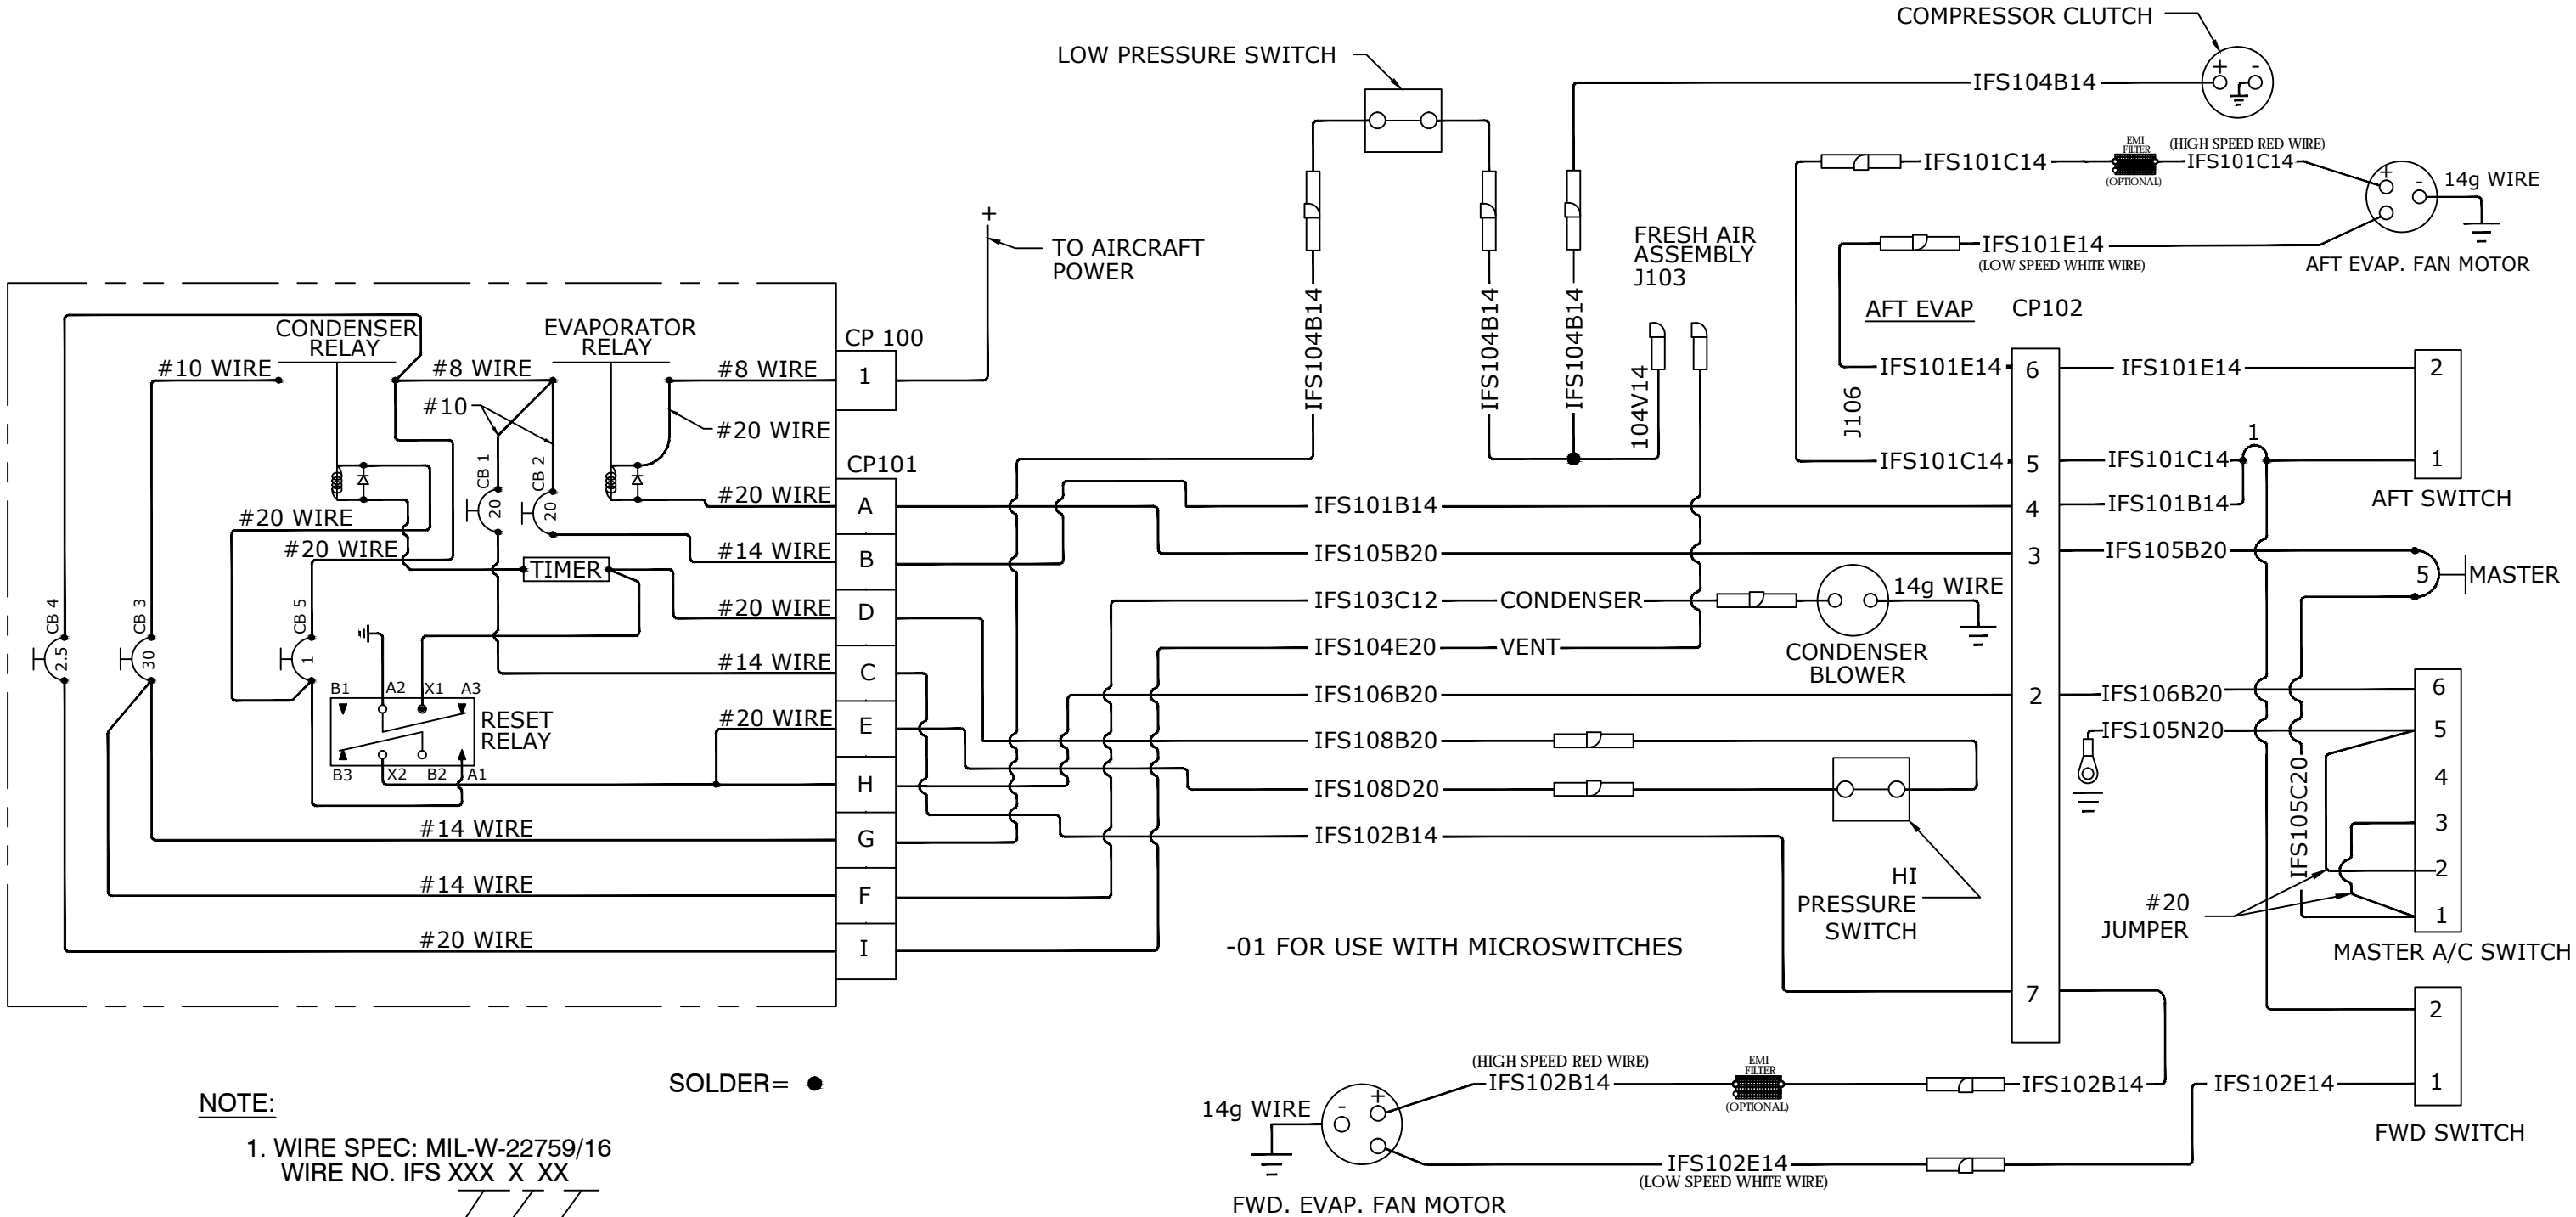 COMPRESSOR CLUTCH
LOW PRESSURE SWITCH
IFS104B14
+ -
EMI
FILTER
(OPTIONAL)
(HIGH SPEED RED WIRE)
IFS101C14
IFS101C14
+ -
14g WIRE
IFS101E14
(LOW SPEED WHITE WIRE)
AFT EVAP. FAN MOTOR
+
TO AIRCRAFT
POWER
FRESH AIR
ASSEMBLY
J103
IFS104B14
IFS104B14
IFS104B14
104V14
AFT EVAP
CP102
J106
CONDENSER
RELAY
EVAPORATOR
RELAY
CP 100
1
#10 WIRE
#8 WIRE
#8 WIRE
#10
#20 WIRE
CB 1
20
CB 2
20
CP101
#20 WIRE
A
#20 WIRE
#20 WIRE
#14 WIRE
B
TIMER
#20 WIRE
D
CB 4
2.5
CB 3
30
CB 5
1
#14 WIRE
C
B1
A2
X1
A3
RESET
RELAY
B3
X2
B2
A1
#20 WIRE
E
H
#14 WIRE
G
#14 WIRE
F
#20 WIRE
I
IFS101E14
6
IFS101E14
2
IFS101C14
5
IFS101C14
1
1
IFS101B14
4
IFS101B14
AFT SWITCH
IFS105B20
3
IFS105B20
5
MASTER
IFS103C12
CONDENSER
14g WIRE
CONDENSER
BLOWER
IFS104E20
VENT
IFS106B20
2
IFS106B20
6
IFS105N20
5
4
3
2
1
IFS105C20
IFS108B20
IFS108D20
IFS102B14
HI
PRESSURE
SWITCH
#20
JUMPER
MASTER A/C SWITCH
-01 FOR USE WITH MICROSWITCHES
7
2
1
FWD SWITCH
(HIGH SPEED RED WIRE)
IFS102B14
EMI
FILTER
(OPTIONAL)
IFS102B14
IFS102E14
14g WIRE
- +
IFS102E14
(LOW SPEED WHITE WIRE)
FWD. EVAP. FAN MOTOR
SOLDER= ●
NOTE:
1. WIRE SPEC: MIL-W-22759/16
WIRE NO. IFS XXX X XX